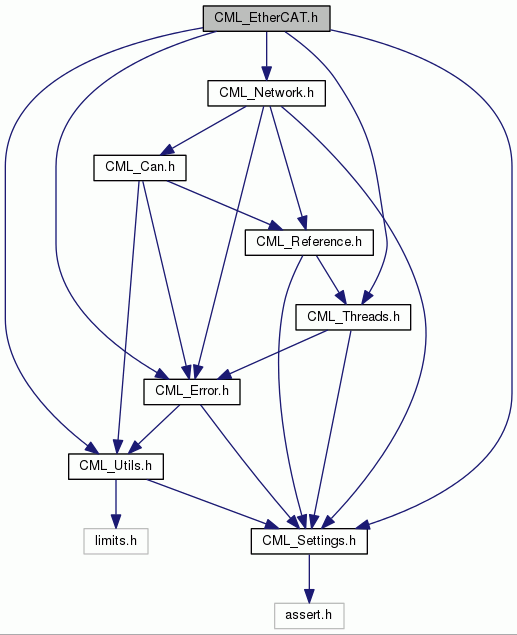 CML_EtherCAT.h
CML_Network.h
CML_Can.h
CML_Reference.h
CML_Threads.h
CML_Error.h
CML_Utils.h
limits.h
CML_Settings.h
assert.h